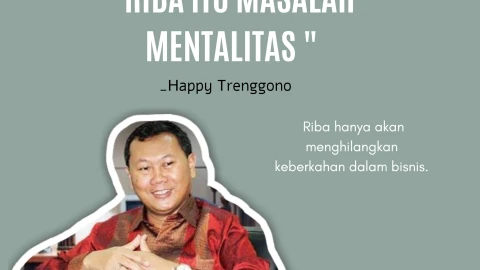 RIBA ITU MASALAH
MENTALITAS "
_Happy Trenggono
Riba hanya akan
menghilangkan
keberkahan dalam bisnis.